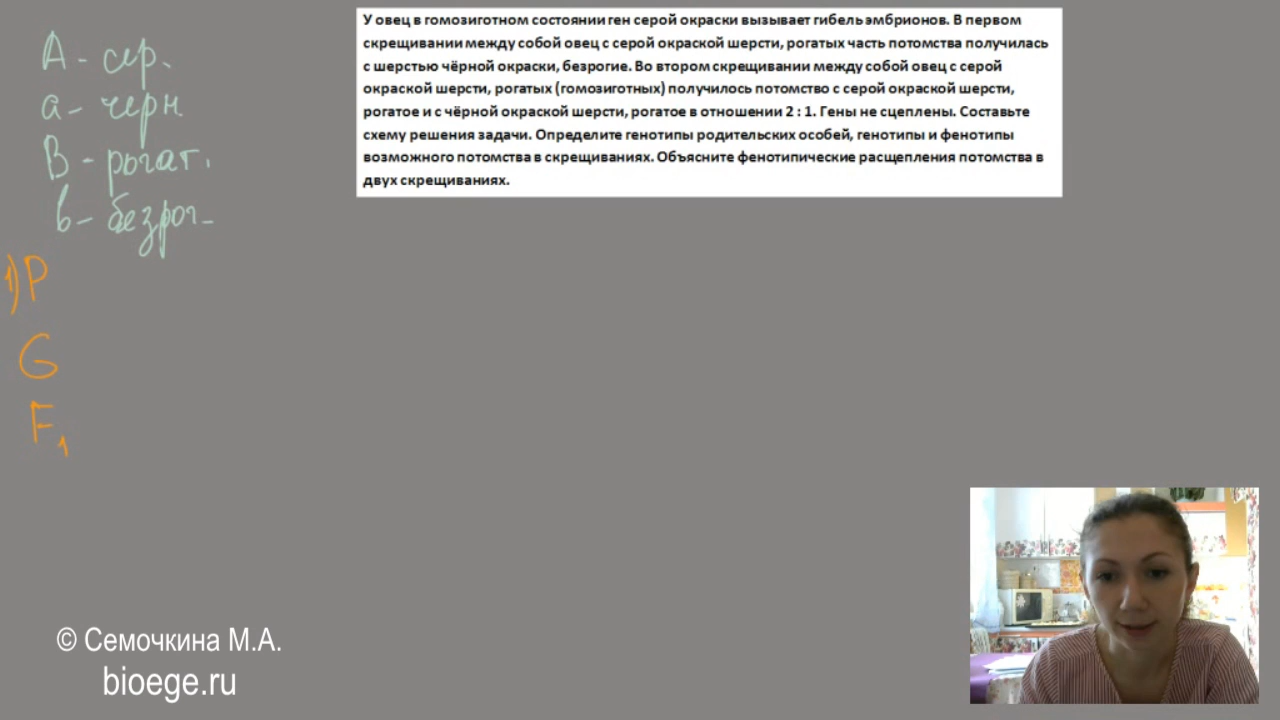 А - сер.
а - черн.
В - рогат.
в - безрог.
У овец в гомозиготном состоянии ген серой окраски вызывает гибель эмбрионов. В первом
скрещивании между собой овец с серой окраской шерсти, рогатых часть потомства получилась
с шерстью чёрной окраски, безрогие. Во втором скрещивании между собой овец с серой
окраской шерсти, рогатых (гомозиготных) получилось потомство с серой окраской шерсти,
рогатое и с чёрной окраской шерсти, рогатое в отношении 2 : 1. Гены не сцеплены. Составьте
схему решения задачи. Определите генотипы родительских особей, генотипы и фенотипы
возможного потомства в скрещиваниях. Объясните фенотипические расщепления потомства в
двух скрещиваниях.
1) P
G
F1
© Семочкина М.А.
bioege.ru